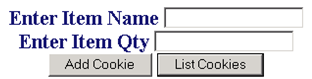 Enter Item Name
Enter Item Qty
Add Cookie List Cookies